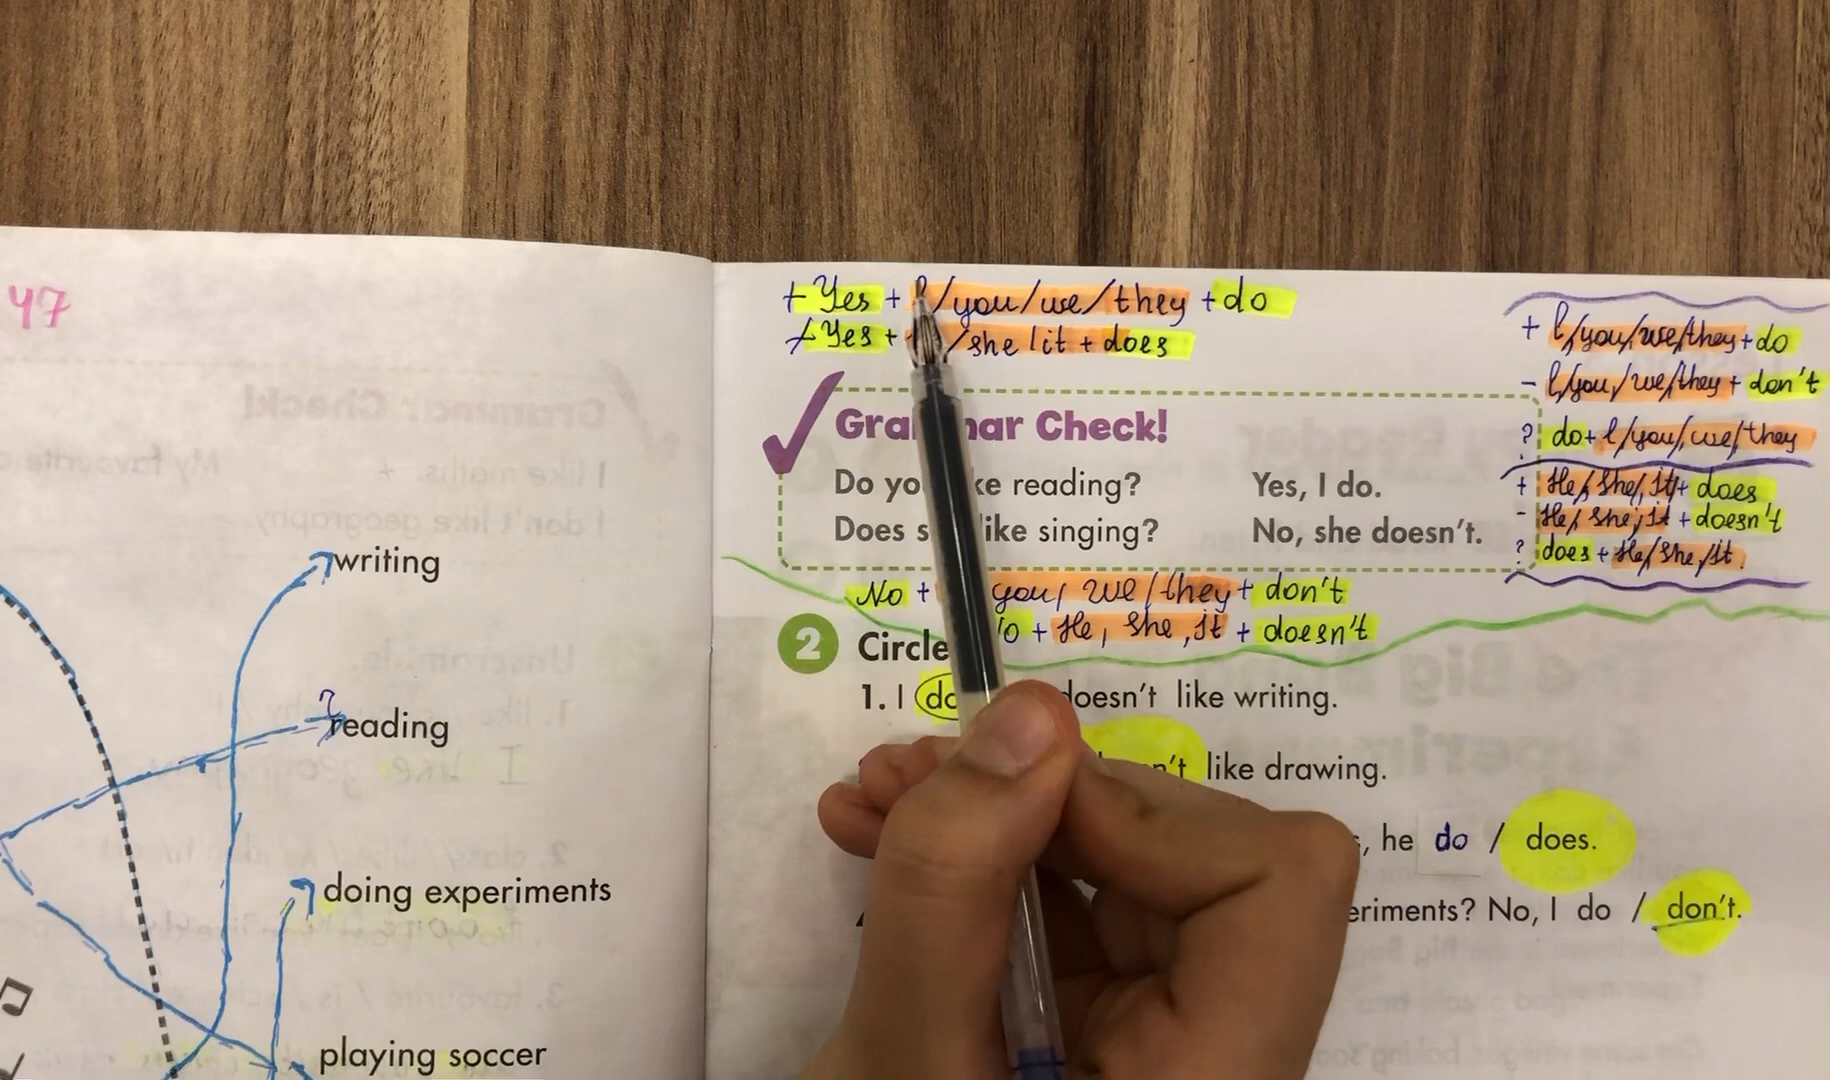 47
writing
reading
doing experiments
playing soccer
+ Yes + I/you/we/they + do
+ Yes + /she/it + does
Grammar Check!
Do you like reading? Yes, I do.
Does s like singing? No, she doesn't.
No + you/ we/they + don't
+ He, she, it + doesn't
+ I/you/we/they + do
- I/you/we/they + don't
? do + I/you/we/they
+ He/She/It + does
- He/She/It + doesn't
? does + He/She/it.
2 Circle
1. I do doesn't like writing.
n't like drawing.
, he do / does.
eriments? No, I do / don't.